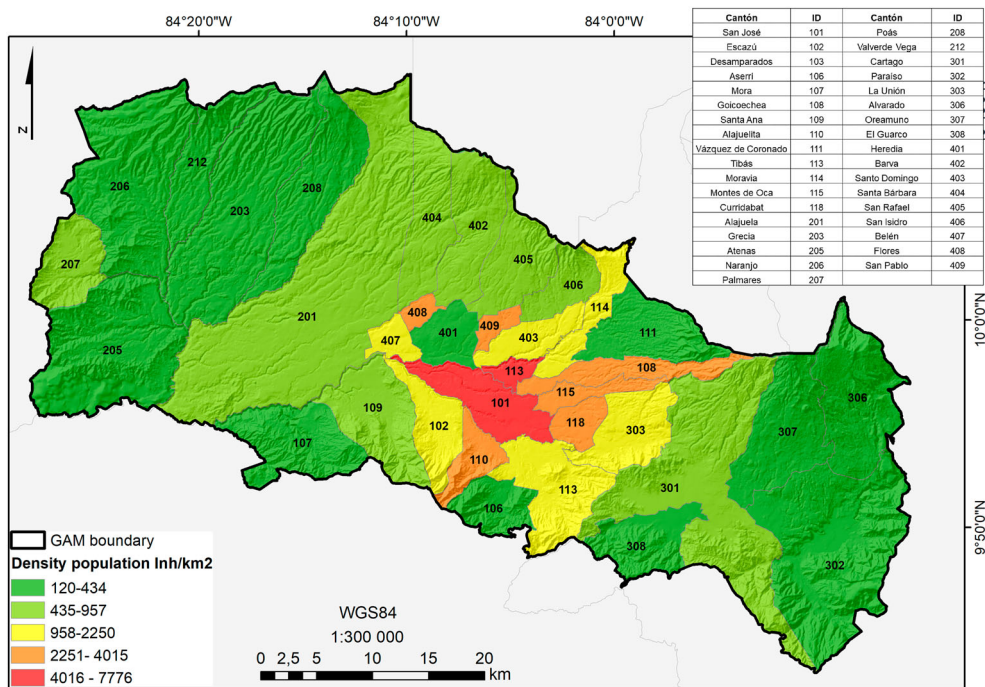 84°20'0"W 84°10'0"W 84°0'0"W
Cantón ID Cantón ID
San José 101 Poás 208
Escazú 102 Valverde Vega 212
Desamparados 103 Cartago 301
Aserri 106 Paraiso 302
Mora 107 La Unión 303
Goicoechea 108 Alvarado 306
Santa Ana 109 Oreamuno 307
Alajuelita 110 El Guarco 308
Vázquez de Coronado 111 Heredia 401
Tibás 113 Barva 402
Moravia 114 Santo Domingo 403
Montes de Oca 115 Santa Bárbara 404
Curridabat 118 San Rafael 405
Alajuela 201 San Isidro 406
Grecia 203 Belén 407
Atenas 205 Flores 408
Naranjo 206 San Pablo 409
Palmares 207
N
212
206
208
203
404
402
207
405
406
201
408
401
409
403
114
111
10°0'0"N
407
205
113
108
115
101
109
102
118
303
307
306
107
110
113
301
106
308
302
9°50'0"N
GAM boundary
Density population Inh/km2
120-434
435-957
958-2250
2251- 4015
4016 - 7776
WGS84
1:300 000
0 2,5 5 10 15 20
km